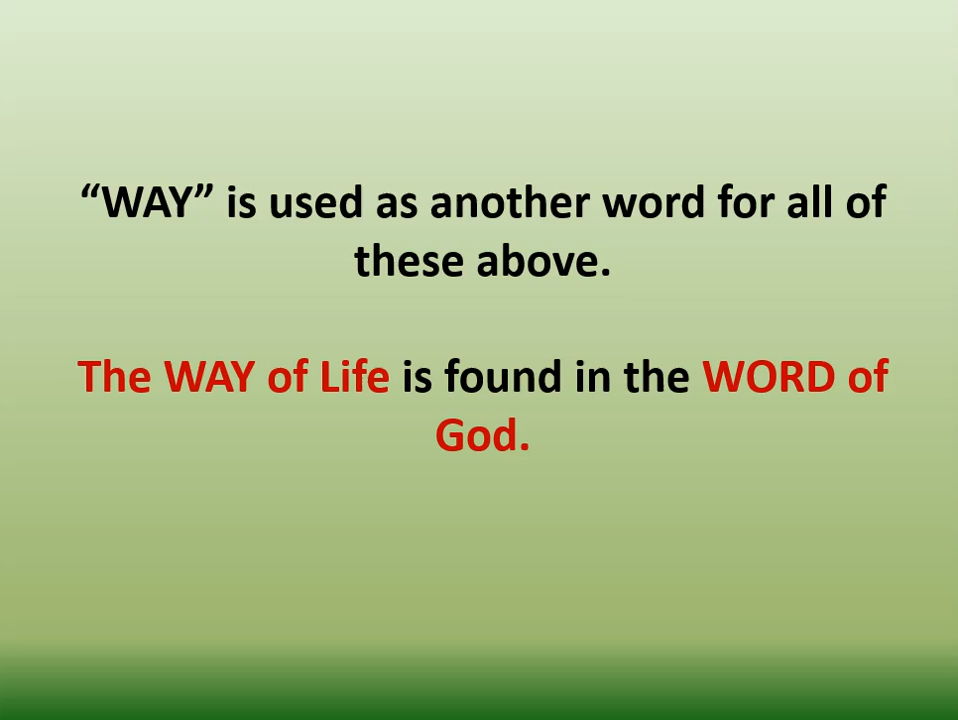 “WAY” is used as another word for all of
these above.
The WAY of Life is found in the WORD of
God.